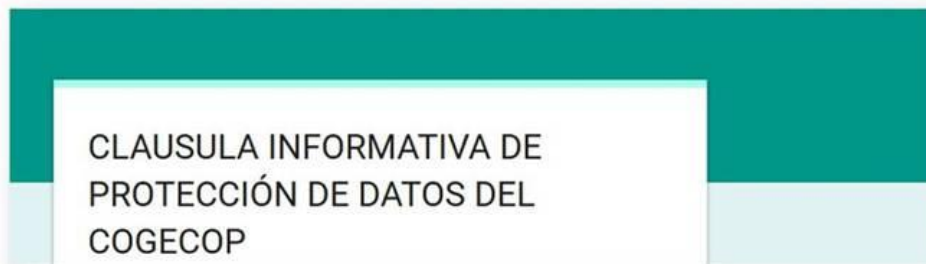 CLAUSULA INFORMATIVA DE
PROTECCIÓN DE DATOS DEL
COGECOP